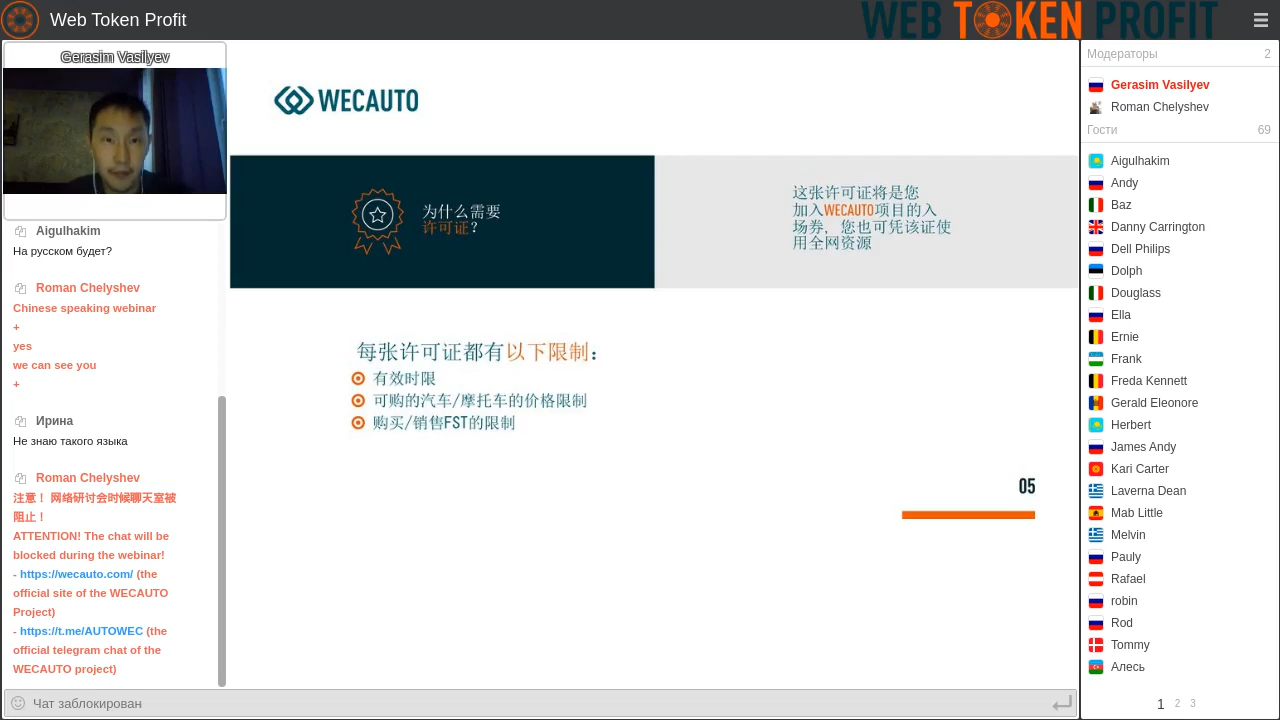 Web Token Profit
WEB TOKEN PROFIT
Gerasim Vasilyev
Aigulhakim
На русском будет?
Roman Chelyshev
Chinese speaking webinar
+
yes
we can see you
+
Ирина
Не знаю такого языка
Roman Chelyshev
注意！ 网络研讨会时候聊天室被
阻止！
ATTENTION! The chat will be
blocked during the webinar!
- https://wecauto.com/ (the
official site of the WECAUTO
Project)
- https://t.me/AUTOWEC (the
official telegram chat of the
WECAUTO project)
Чат заблокирован
WECAUTO
为什么需要
许可证?
这张许可证将是您
加入WECAUTO项目的入
场券，您也可凭该证使
用全网资源
每张许可证都有以下限制：
有效时限
可购的汽车/摩托车的价格限制
购买/销售FST的限制
05
Модераторы 2
Gerasim Vasilyev
Roman Chelyshev
Гости 69
Aigulhakim
Andy
Baz
Danny Carrington
Dell Philips
Dolph
Douglass
Ella
Ernie
Frank
Freda Kennett
Gerald Eleonore
Herbert
James Andy
Kari Carter
Laverna Dean
Mab Little
Melvin
Pauly
Rafael
robin
Rod
Tommy
Алесь
1 2 3